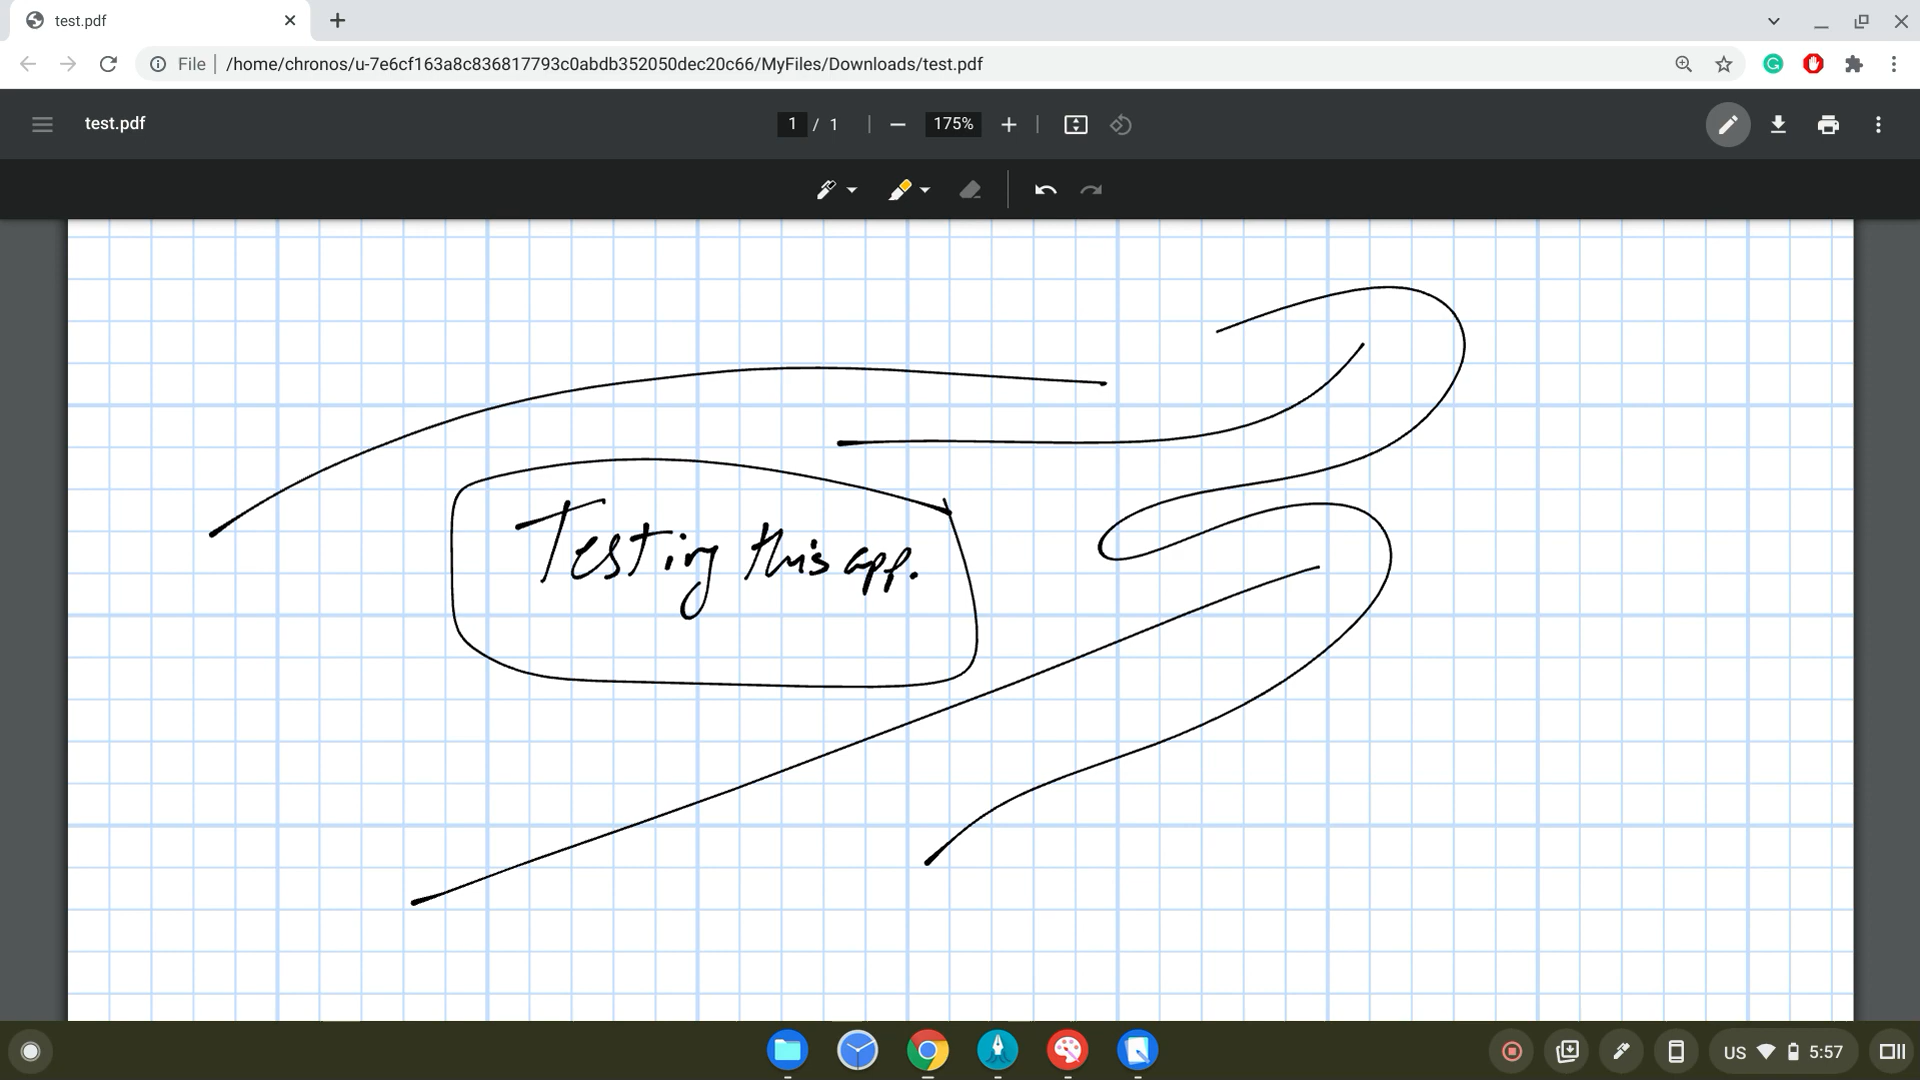 test.pdf
File /home/chronos/u-7e6cf163a8c836817793c0abdb352050dec20c66/MyFiles/Downloads/test.pdf
test.pdf 1 / 1 175%
Testing this app.
US 5:57